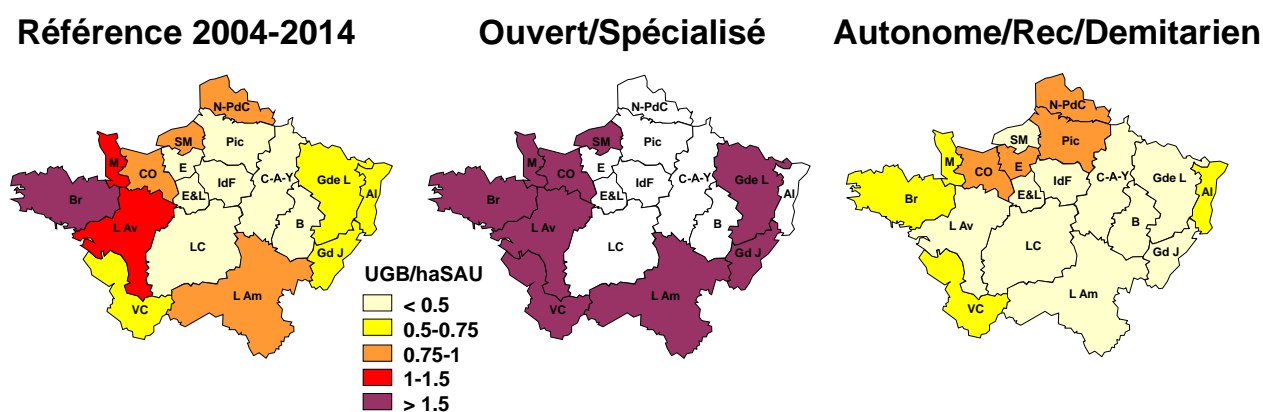 Référence 2004-2014
Ouvert/Spécialisé
Autonome/Rec/Demitarien
N-PdC
SM
Pic
M
CO
E
IdF
C-A-Y
Gde L
Al
Br
E&L
L Av
LC
B
Gd J
L Am
VC
N-PdC
SM
Pic
M
CO
E
IdF
C-A-Y
Gde L
Al
Br
E&L
L Av
LC
B
Gd J
L Am
VC
N-PdC
SM
Pic
M
CO
E
IdF
C-A-Y
Gde L
Al
Br
E&L
L Av
LC
B
Gd J
L Am
VC
UGB/haSAU
< 0.5
0.5-0.75
0.75-1
1-1.5
> 1.5